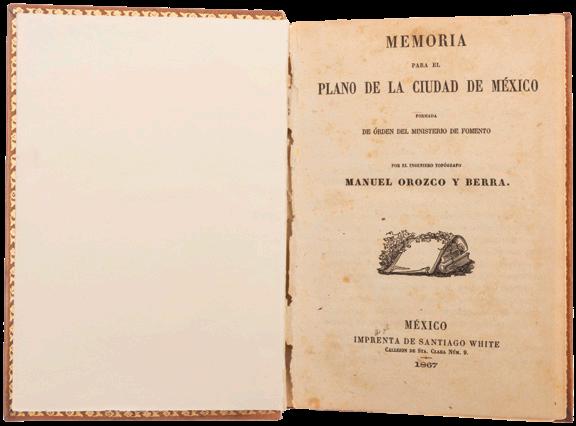 MEMORIA
PARA EL
PLANO DE LA CIUDAD DE MÉXICO
FORMADA
DE ÓRDEN DEL MINISTERIO DE FOMENTO
POR EL INGENIERO TOPÓGRAFO
MANUEL OROZCO Y BERRA.
MÉXICO
IMPRENTA DE SANTIAGO WHITE
CALLEJON DE STA. CLARA NÚM. 9.
1867